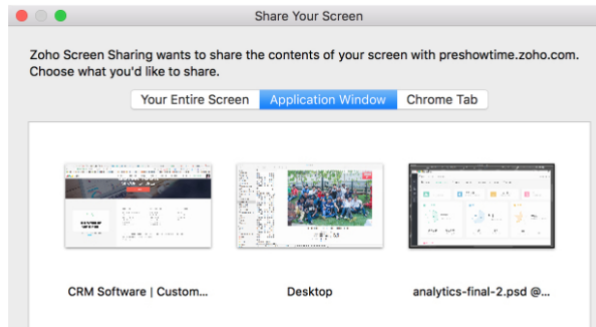 Share Your Screen
Zoho Screen Sharing wants to share the contents of your screen with preshowtime.zoho.com.
Choose what you'd like to share.
Your Entire Screen Application Window Chrome Tab
CRM Software | Custom... Desktop analytics-final-2.psd @...